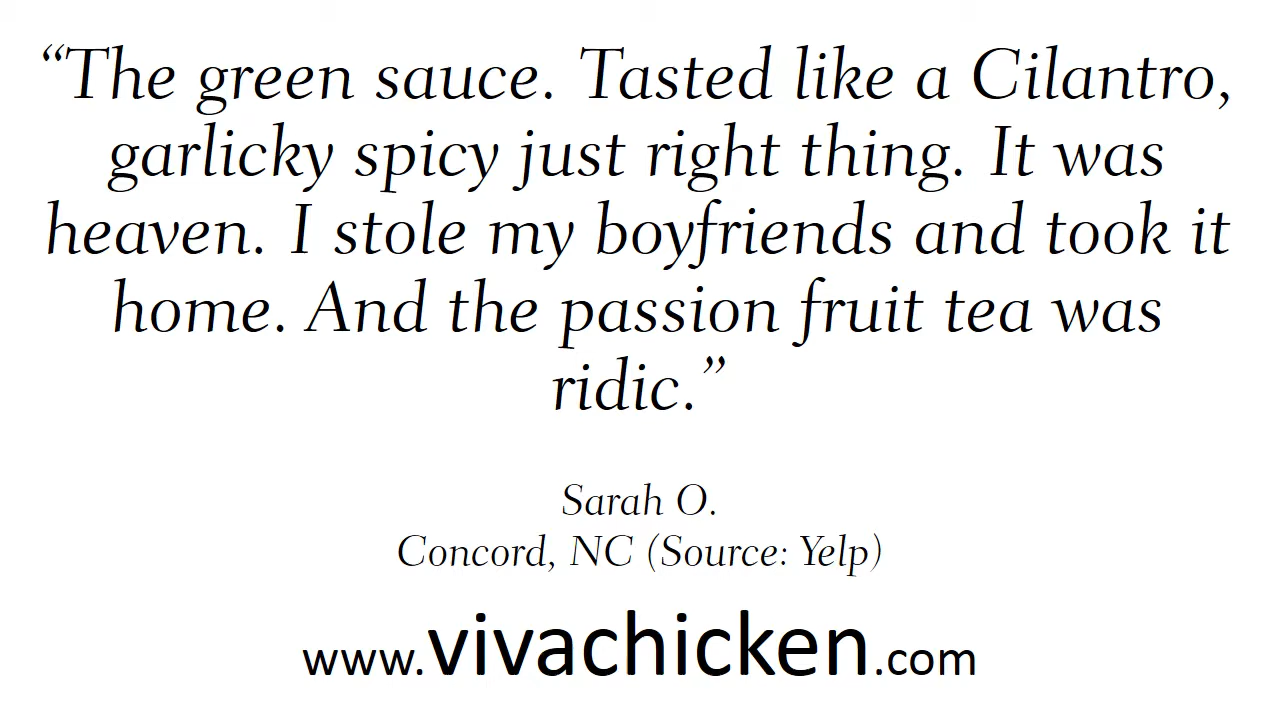 “The green sauce. Tasted like a Cilantro,
garlicky spicy just right thing. It was
heaven. I stole my boyfriends and took it
home. And the passion fruit tea was
ridic.”
Sarah O.
Concord, NC (Source: Yelp)
www.vivachicken.com